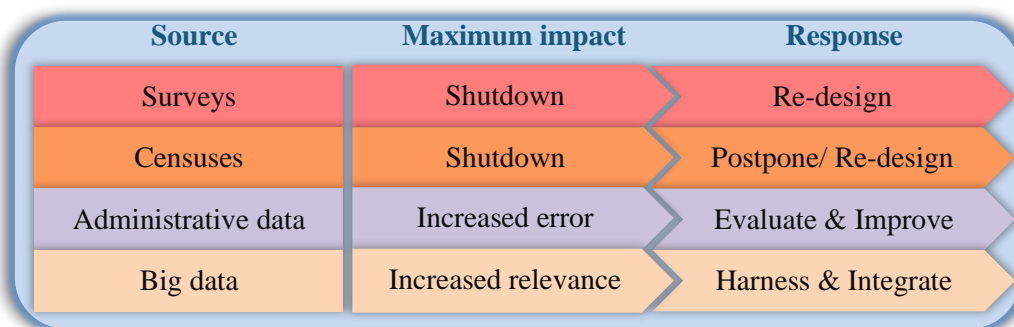 Source Maximum impact Response
Surveys Shutdown Re-design
Censuses Shutdown Postpone/ Re-design
Administrative data Increased error Evaluate & Improve
Big data Increased relevance Harness & Integrate